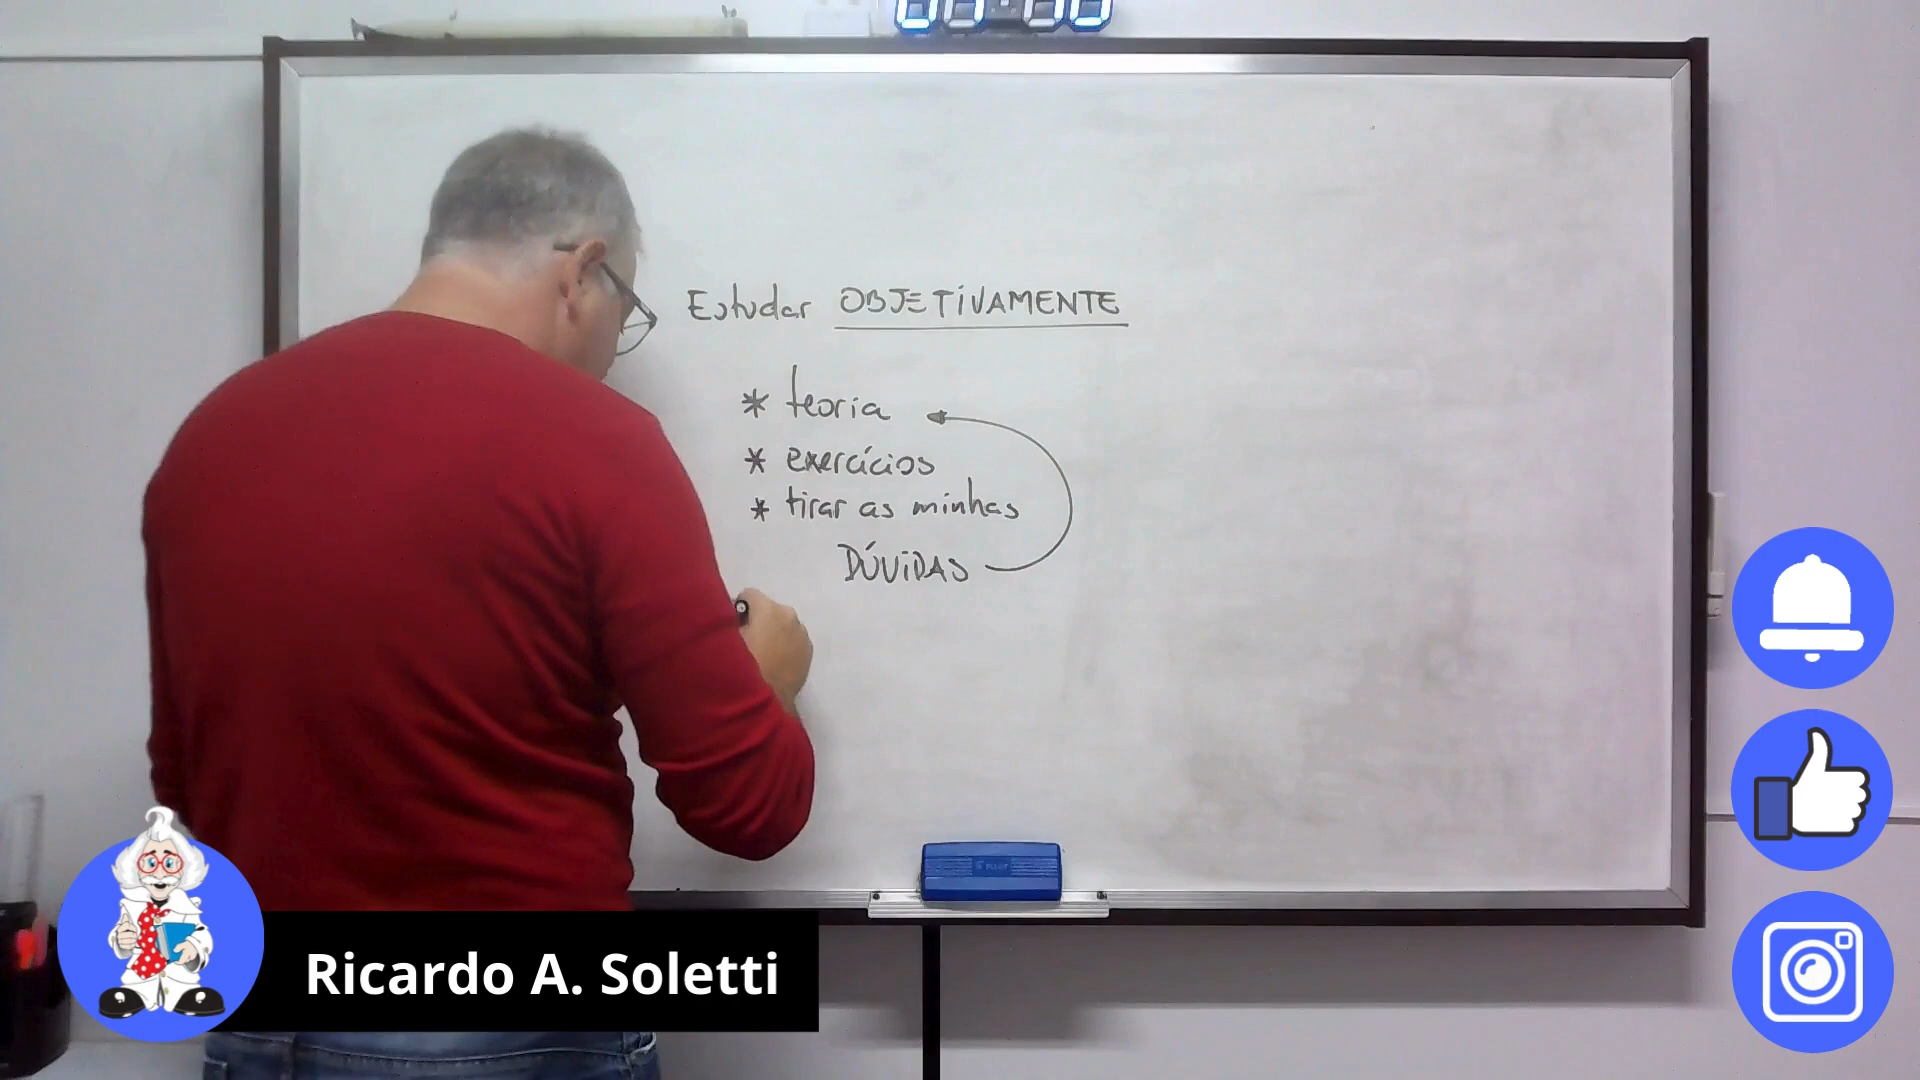 Estudar OBJETIVAMENTE
* teoria
* exercícios
* tirar as minhas
DÚVIDAS
Ricardo A. Soletti